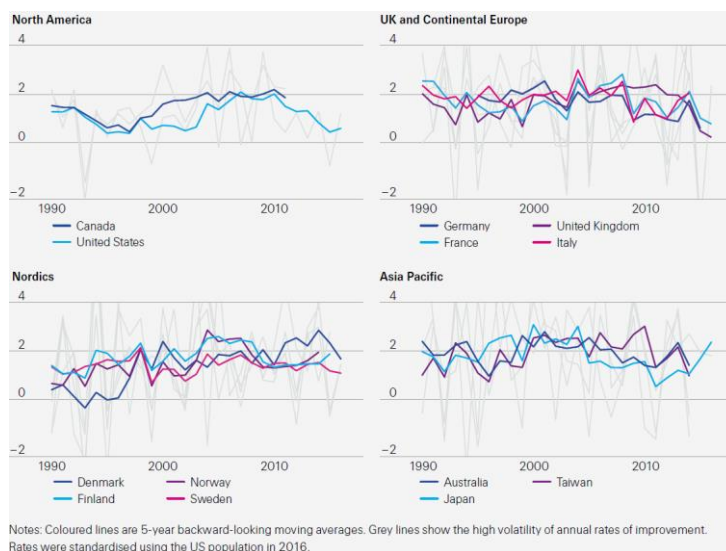 North America
4
2
0
−2
1990 2000 2010
Canada
United States
UK and Continental Europe
4
2
0
−2
1990 2000 2010
Germany United Kingdom
France Italy
Nordics
4
2
0
−2
1990 2000 2010
Denmark Norway
Finland Sweden
Asia Pacific
4
2
0
−2
1990 2000 2010
Australia Taiwan
Japan
Notes: Coloured lines are 5-year backward-looking moving averages. Grey lines show the high volatility of annual rates of improvement.
Rates were standardised using the US population in 2016.